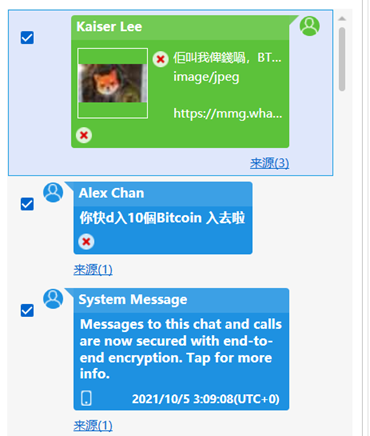 Kaiser Lee
佢叫我俾錢喎，BT...
image/jpeg
https://mmg.wha...
来源(3)
Alex Chan
你快d入10個Bitcoin 入去啦
来源(1)
System Message
Messages to this chat and calls
are now secured with end-to-
end encryption. Tap for more
info.
2021/10/5 3:09:08(UTC+0)
来源(1)